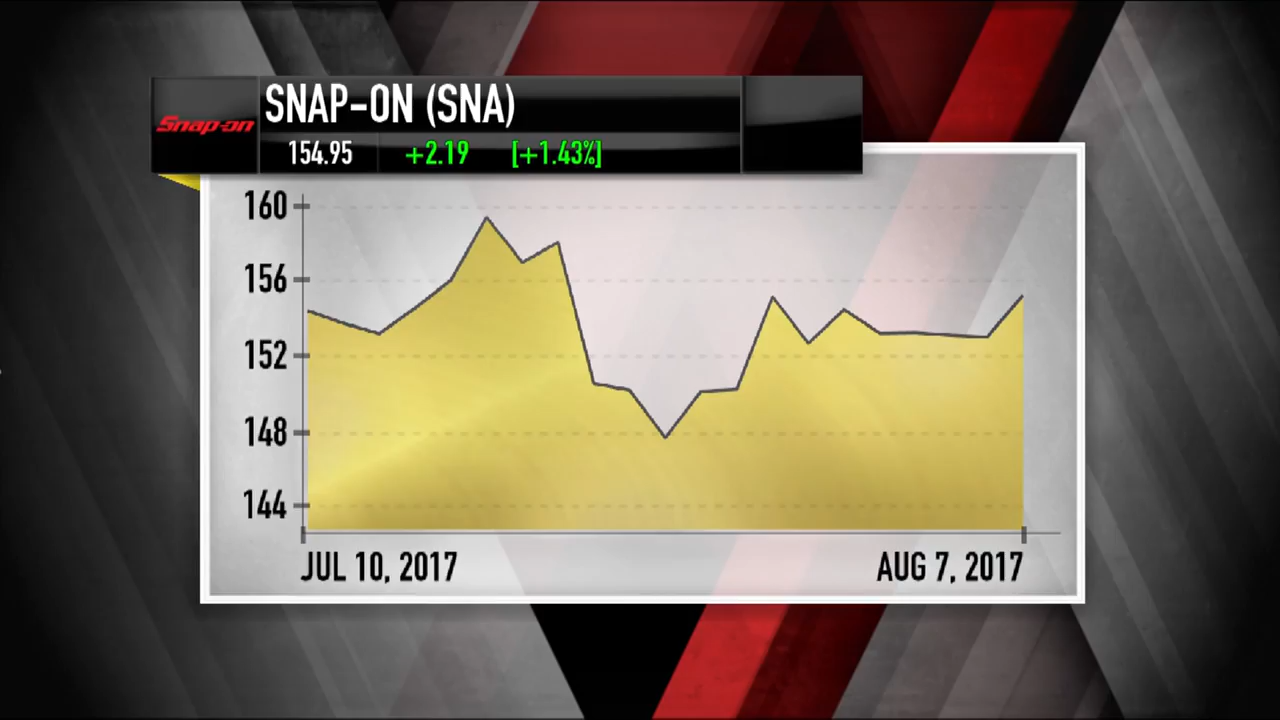 Snap-on
SNAP-ON (SNA)
154.95 +2.19 [+1.43%]
160
156
152
148
144
JUL 10, 2017 AUG 7, 2017